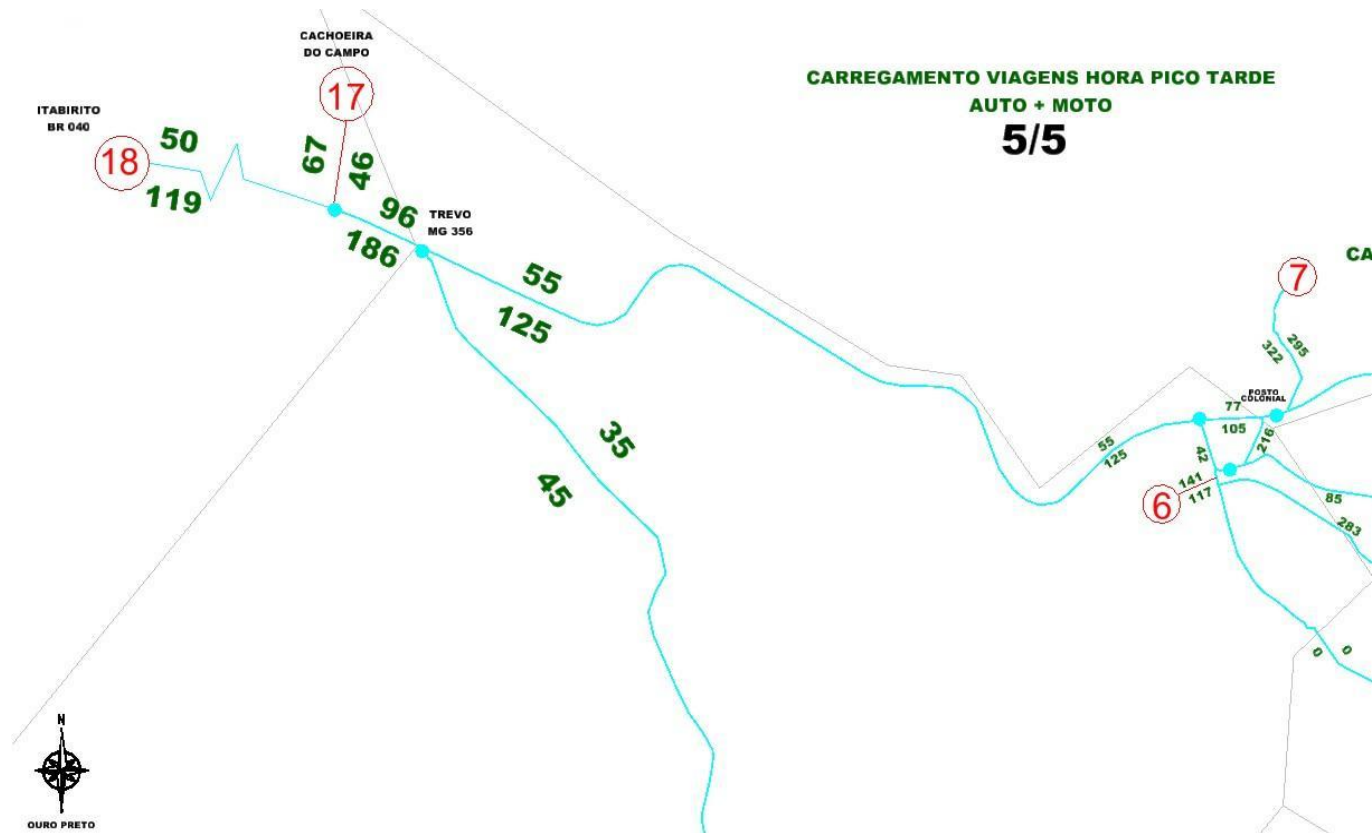 CACHOEIRA
DO CAMPO
17
CARREGAMENTO VIAGENS HORA PICO TARDE
AUTO + MOTO
5/5
ITABIRITO
BR 040
18
50
119
67
46
96
186
TREVO
MG 356
55
125
35
45
CA
7
295
322
POSTO
COLONIAL
77
105
216
42
55
125
141
117
6
85
283
0
0
N
OURO PRETO